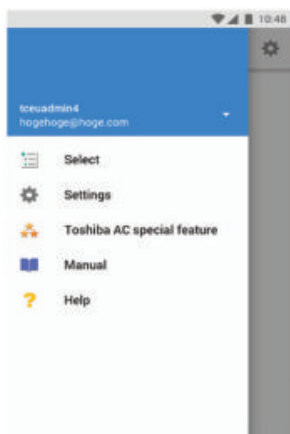 10:48
tceuadmin4
hogehoge@hoge.com
Select
Settings
Toshiba AC special feature
Manual
?
Help